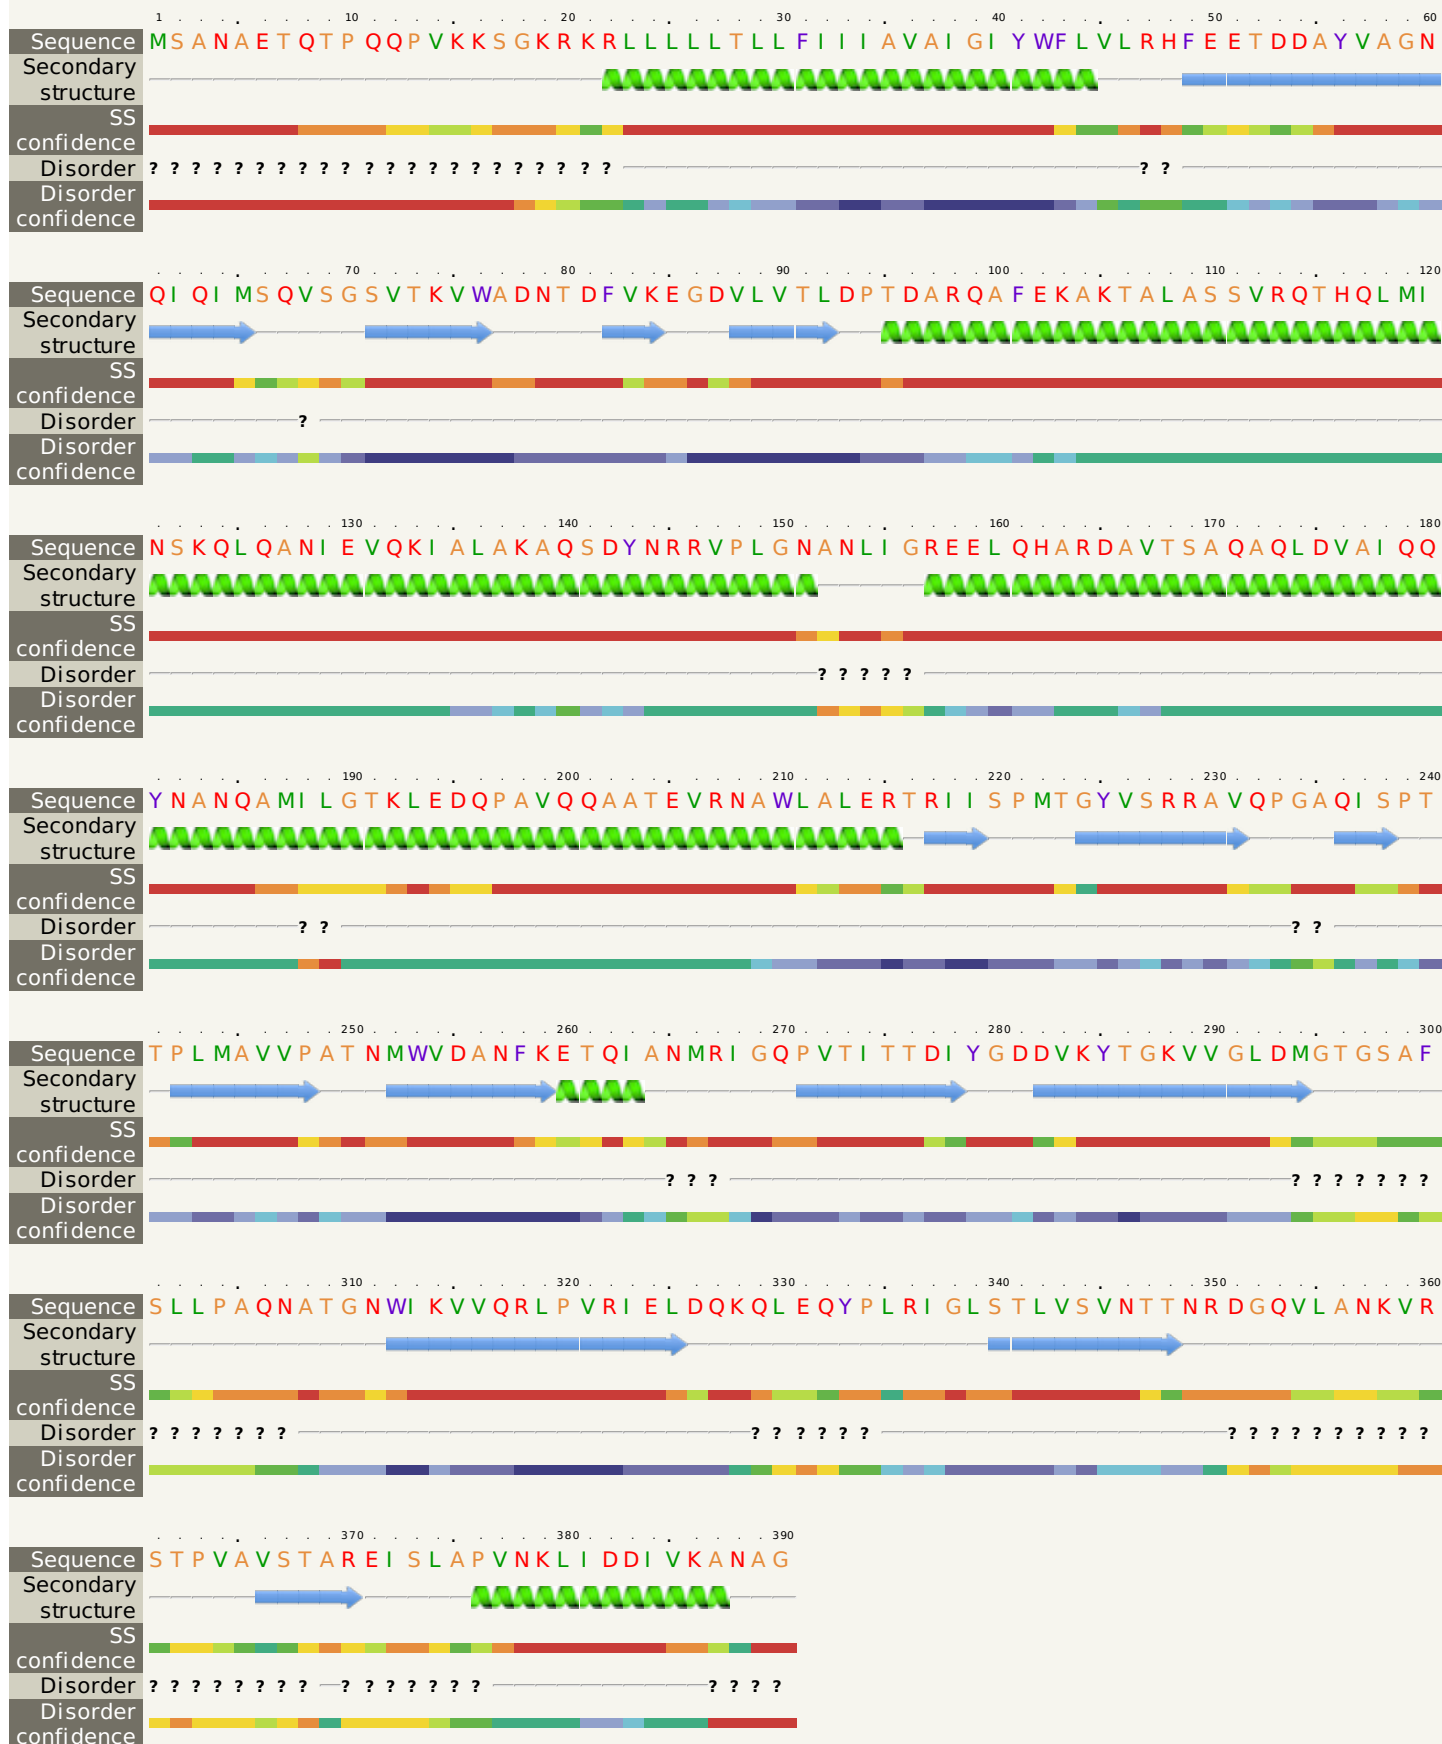 1 10 20 30 40 50 60
Sequence MSANAETQTPQQPVKKSGKRKRLLLLLTLLFIIIAVAIGIYWFLVLRHFEETDDAYVAGN
Secondary
structure
SS
confidence
Disorder ? ? ? ? ? ? ? ? ? ? ? ? ? ? ? ? ? ? ? ? ? ? ? ?
Disorder
confidence
70 80 90 100 110 120
Sequence QIQIMSQVSGSVTKVWADNTDFVKEGDVLVTLDPTDARQAFEKAKTALASSVRQTHQLMI
Secondary
structure
SS
confidence
Disorder ?
Disorder
confidence
130 140 150 160 170 180
Sequence NSKQLQANIEVQKIALAKAQSDYNRRVPLGNANLIGREELQHARDAVTSAQAQLDVAIQQ
Secondary
structure
SS
confidence
Disorder ? ? ? ? ?
Disorder
confidence
190 200 210 220 230 240
Sequence YNANQAMILGTKLEDQPAVQQAATEVRNAWLALERTRIISPMTGYVSRRAVQPGAQISPT
Secondary
structure
SS
confidence
Disorder ? ? ? ?
Disorder
confidence
250 260 270 280 290 300
Sequence TPLMAVVPATNMWVDANFKETQIANMRIGQPVTITTDIYGDDVKYTGKVVGLDMGTGSAF
Secondary
structure
SS
confidence
Disorder ? ? ? ? ? ? ? ? ? ?
Disorder
confidence
310 320 330 340 350 360
Sequence SLLPAQNATGNWIKVVQRLPVRIELDQKQLEQYPLRIGLSTLVSVNTTNRDGQVLANKVR
Secondary
structure
SS
confidence
Disorder ? ? ? ? ? ? ? ? ? ? ? ? ? ? ? ? ? ? ? ? ? ? ?
Disorder
confidence
370 380 390
Sequence STPVAVSTAREISLAPVNKLIDDIVKANAG
Secondary
structure
SS
confidence
Disorder ? ? ? ? ? ? ? ? ? ? ? ? ? ? ? ? ? ? ?
Disorder
confidence